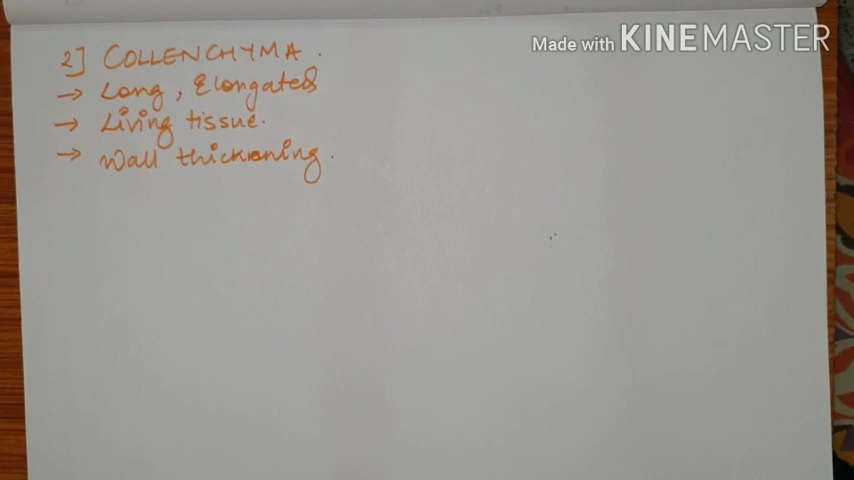 Made with KINEMASTER
2] COLLENCHYMA.
→ Long, Elongated
→ Living tissue.
→ Wall thickening.